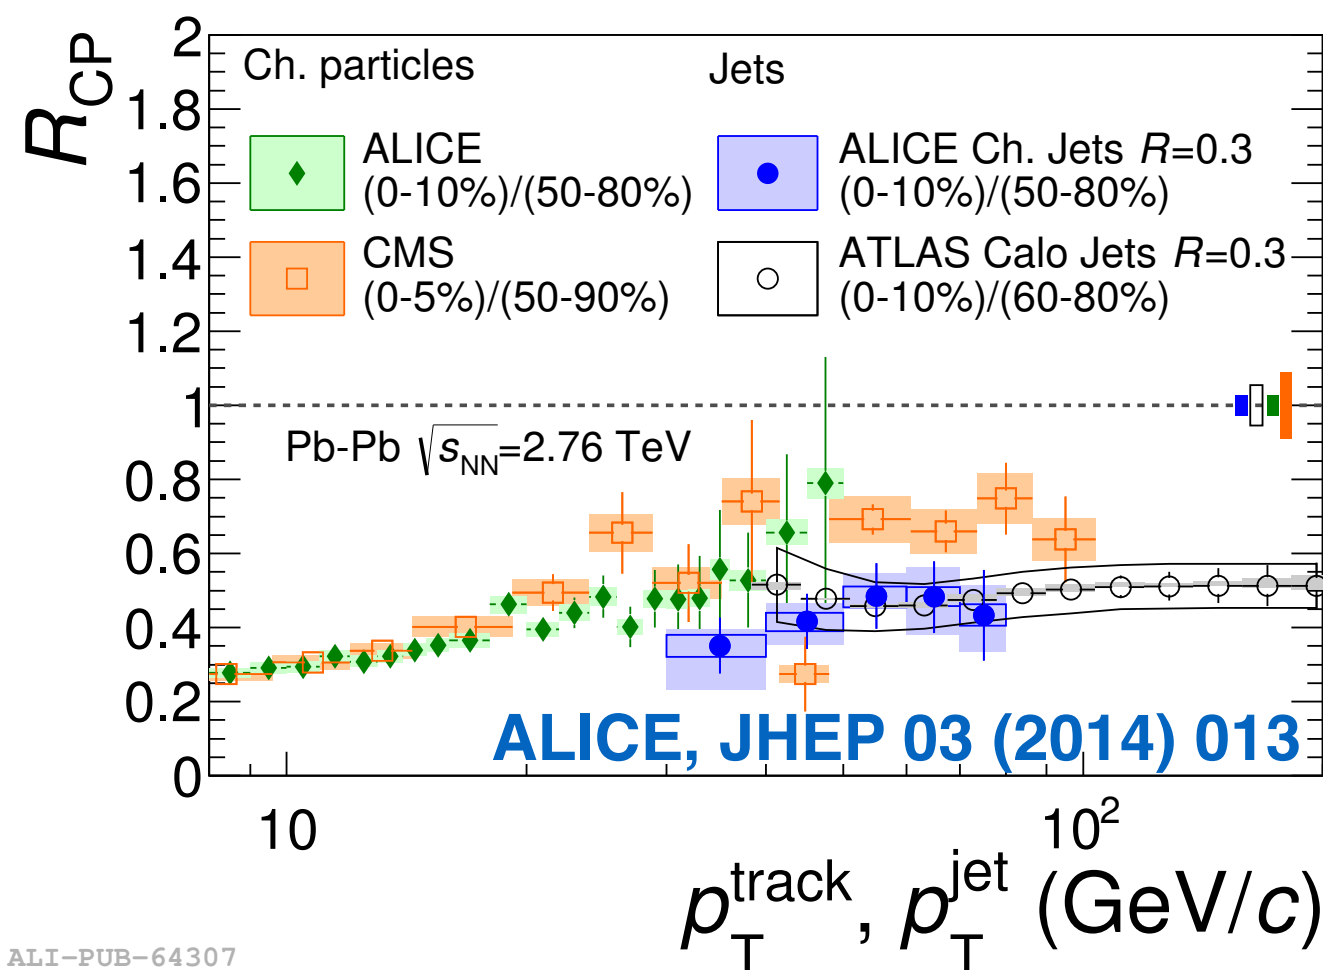 R_CP
2
1.8
1.6
1.4
1.2
1
0.8
0.6
0.4
0.2
0
Ch. particles
ALICE
(0-10%)/(50-80%)
CMS
(0-5%)/(50-90%)
Jets
ALICE Ch. Jets R=0.3
(0-10%)/(50-80%)
ATLAS Calo Jets R=0.3
(0-10%)/(60-80%)
Pb-Pb √s_NN=2.76 TeV
ALICE, JHEP 03 (2014) 013
10
10²
p_T^track, p_T^jet (GeV/c)
ALI-PUB-64307